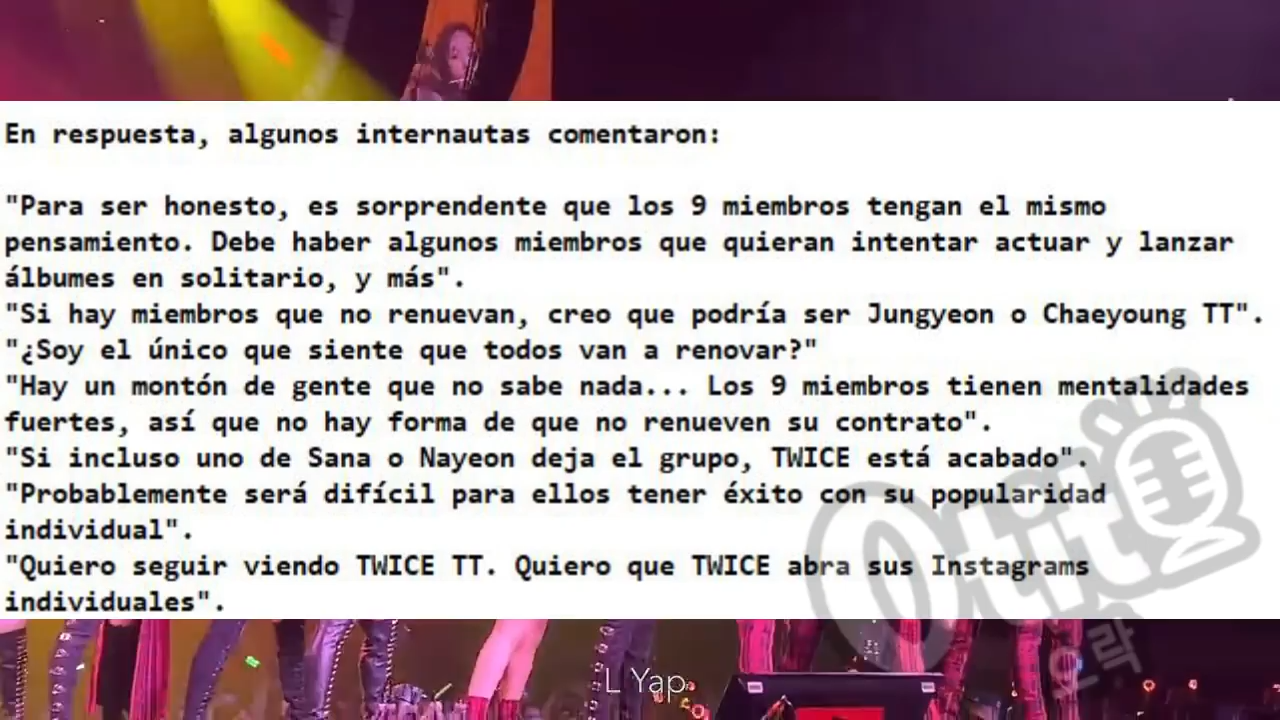 En respuesta, algunos internautas comentaron:
"Para ser honesto, es sorprendente que los 9 miembros tengan el mismo
pensamiento. Debe haber algunos miembros que quieran intentar actuar y lanzar
álbumes en solitario, y más".
"Si hay miembros que no renuevan, creo que podría ser Jungyeon o Chaeyoung TT".
"¿Soy el único que siente que todos van a renovar?"
"Hay un montón de gente que no sabe nada... Los 9 miembros tienen mentalidades
fuertes, así que no hay forma de que no renueven su contrato".
"Si incluso uno de Sana o Nayeon deja el grupo, TWICE está acabado".
"Probablemente será difícil para ellos tener éxito con su popularidad
individual".
"Quiero seguir viendo TWICE TT. Quiero que TWICE abra sus Instagrams
individuales".
Otit
오락
L Yap